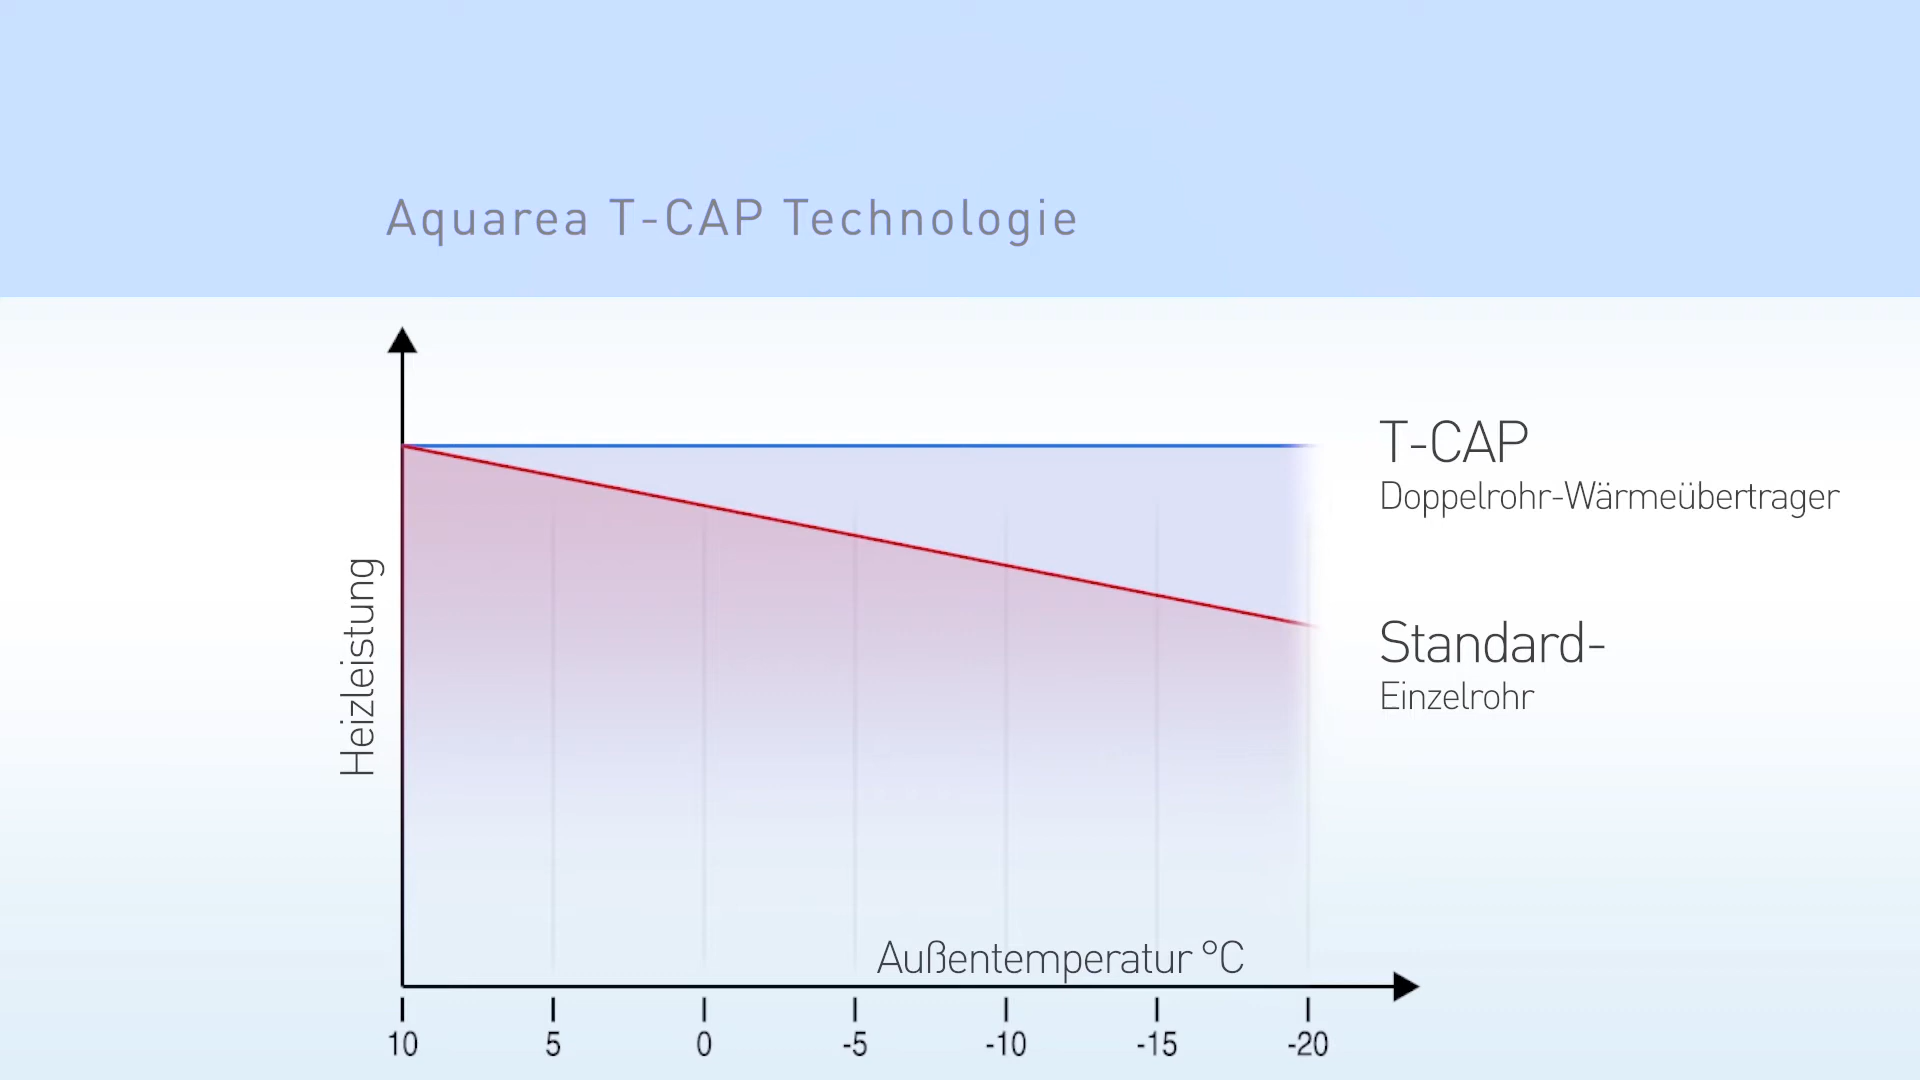 Aquarea T-CAP Technologie
T-CAP
Doppelrohr-Wärmeübertrager
Standard-
Einzelrohr
Heizleistung
Außentemperatur °C
10 5 0 -5 -10 -15 -20